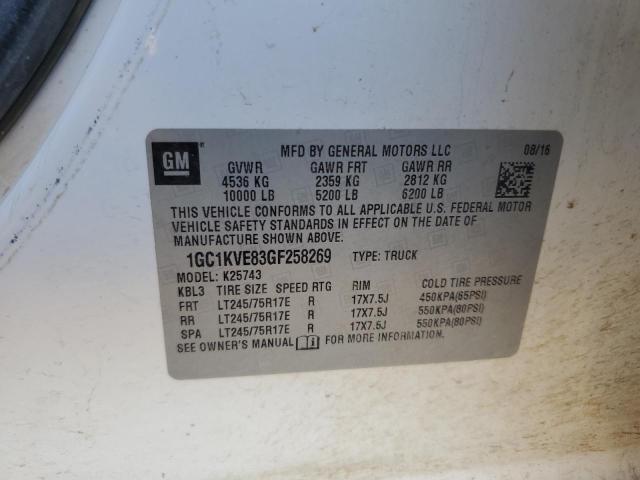 GM
MFD BY GENERAL MOTORS LLC 08/16
GVWR GAWR FRT GAWR RR
4536 KG 2359 KG 2812 KG
10000 LB 5200 LB 6200 LB
THIS VEHICLE CONFORMS TO ALL APPLICABLE U.S. FEDERAL MOTOR
VEHICLE SAFETY STANDARDS IN EFFECT ON THE DATE OF
MANUFACTURE SHOWN ABOVE.
1GC1KVE83GF258269 TYPE: TRUCK
MODEL: K25743
KBL3 TIRE SIZE SPEED RTG RIM COLD TIRE PRESSURE
FRT LT245/75R17E R 17X7.5J 450KPA(65PSI)
RR LT245/75R17E R 17X7.5J 550KPA(80PSI)
SPA LT245/75R17E R 17X7.5J 550KPA(80PSI)
SEE OWNER'S MANUAL FOR MORE INFORMATION.